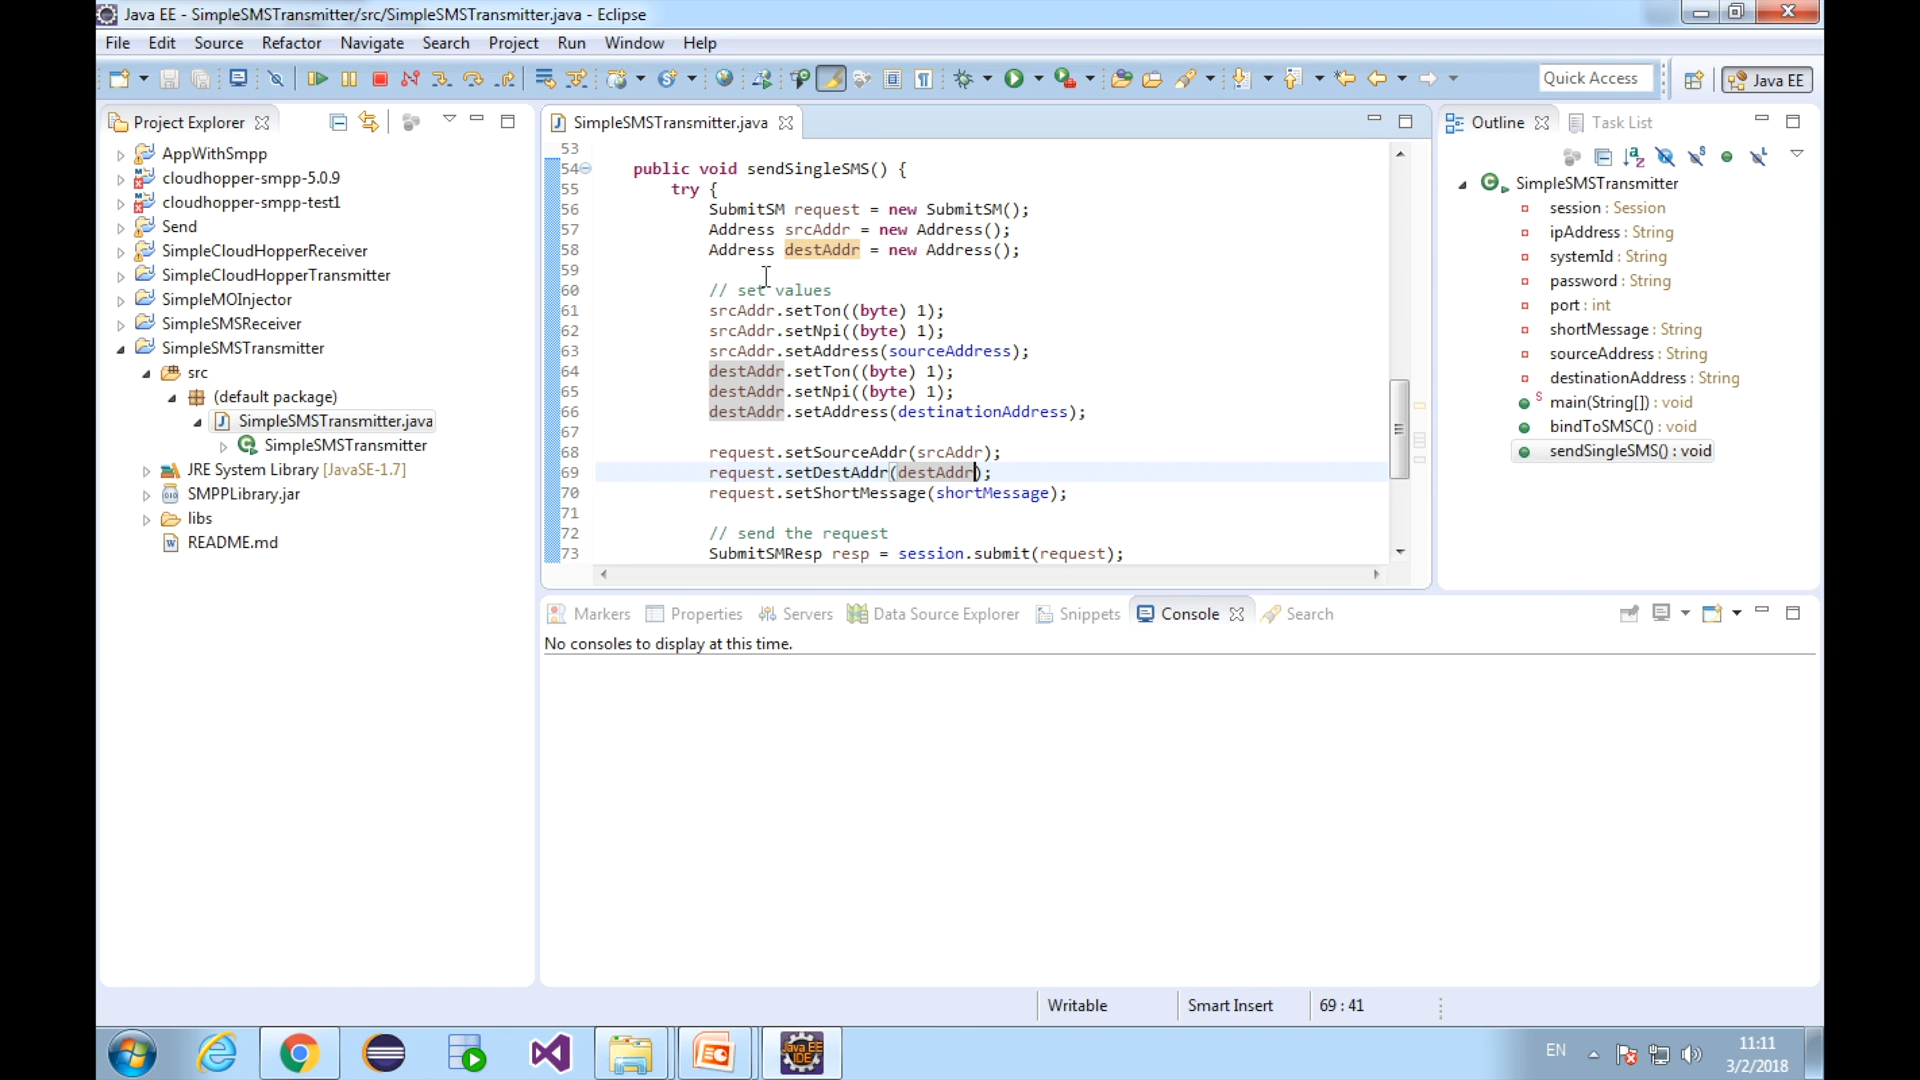 Java EE - SimpleSMSTransmitter/src/SimpleSMSTransmitter.java - Eclipse
File Edit Source Refactor Navigate Search Project Run Window Help
Quick Access
Java EE
Project Explorer
AppWithSmpp
cloudhopper-smpp-5.0.9
cloudhopper-smpp-test1
Send
SimpleCloudHopperReceiver
SimpleCloudHopperTransmitter
SimpleMOInjector
SimpleSMSReceiver
SimpleSMSTransmitter
src
(default package)
SimpleSMSTransmitter.java
SimpleSMSTransmitter
JRE System Library [JavaSE-1.7]
SMPPLibrary.jar
libs
README.md
SimpleSMSTransmitter.java
53
54 public void sendSingleSMS() {
55 try {
56 SubmitSM request = new SubmitSM();
57 Address srcAddr = new Address();
58 Address destAddr = new Address();
59
60 // set values
61 srcAddr.setTon((byte) 1);
62 srcAddr.setNpi((byte) 1);
63 srcAddr.setAddress(sourceAddress);
64 destAddr.setTon((byte) 1);
65 destAddr.setNpi((byte) 1);
66 destAddr.setAddress(destinationAddress);
67
68 request.setSourceAddr(srcAddr);
69 request.setDestAddr(destAddr);
70 request.setShortMessage(shortMessage);
71
72 // send the request
73 SubmitSMResp resp = session.submit(request);
Outline Task List
SimpleSMSTransmitter
session : Session
ipAddress : String
systemId : String
password : String
port : int
shortMessage : String
sourceAddress : String
destinationAddress : String
main(String[]) : void
bindToSMSC() : void
sendSingleSMS() : void
Markers Properties Servers Data Source Explorer Snippets Console Search
No consoles to display at this time.
Writable Smart Insert 69 : 41
Java EE
IDE
EN
11:11
3/2/2018